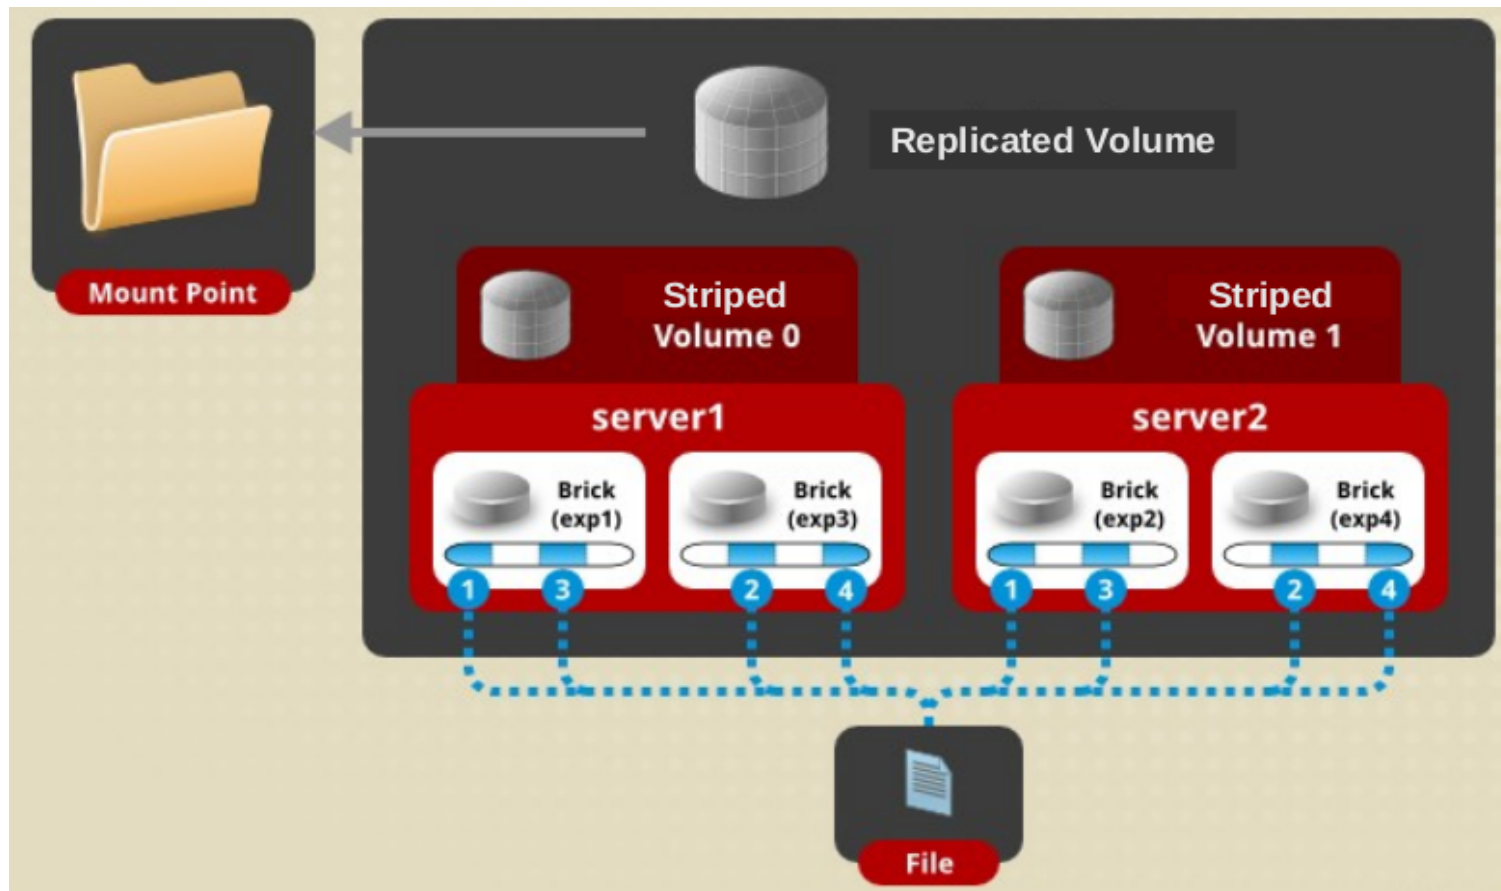 Replicated Volume
Mount Point
Striped
Volume 0
Striped
Volume 1
server1
server2
Brick
(exp1)
Brick
(exp3)
Brick
(exp2)
Brick
(exp4)
1
3
2
4
1
3
2
4
File